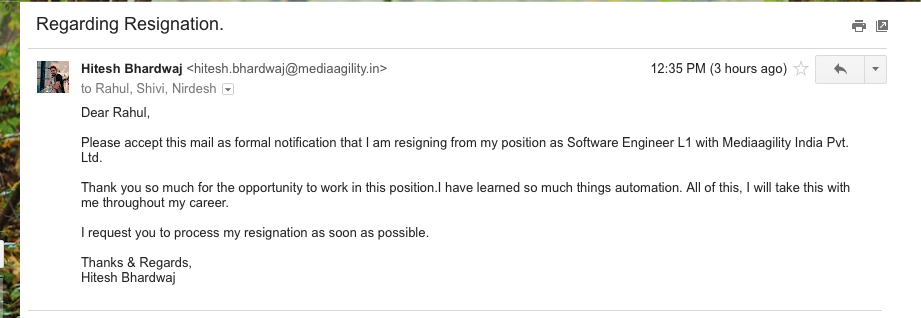 Regarding Resignation.
Hitesh Bhardwaj <hitesh.bhardwaj@mediaagility.in>
12:35 PM (3 hours ago)
to Rahul, Shivi, Nirdesh
Dear Rahul,
Please accept this mail as formal notification that I am resigning from my position as Software Engineer L1 with Mediaagility India Pvt.
Ltd.
Thank you so much for the opportunity to work in this position.I have learned so much things automation. All of this, I will take this with
me throughout my career.
I request you to process my resignation as soon as possible.
Thanks & Regards,
Hitesh Bhardwaj